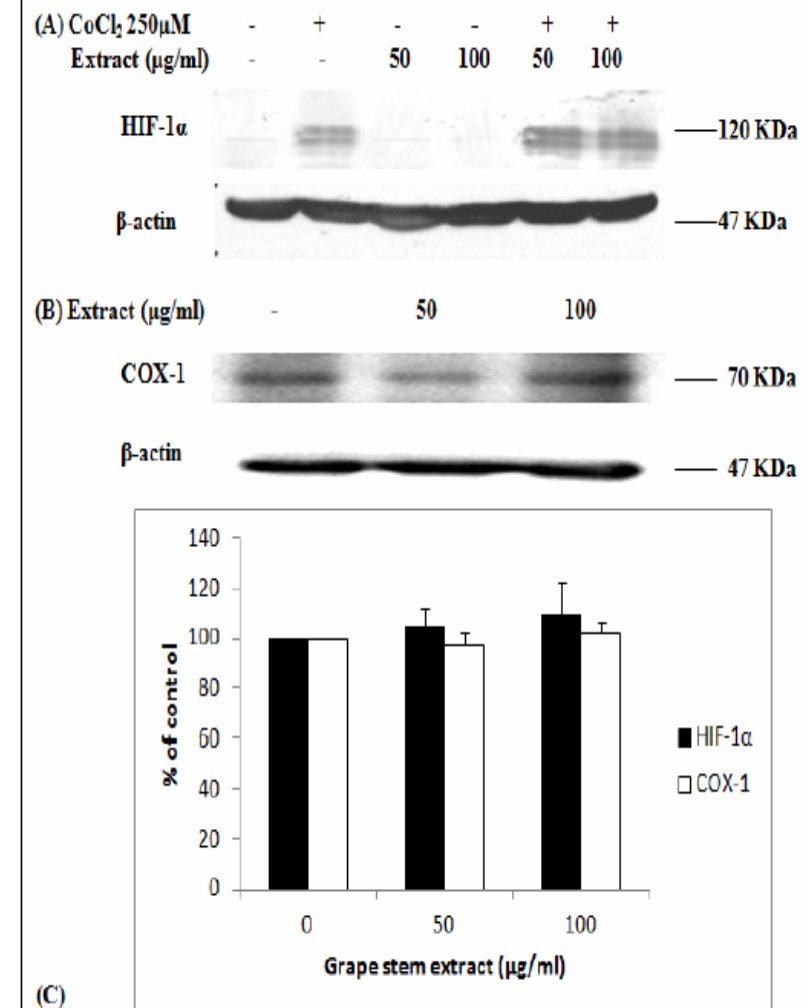 (A) CoCl₂ 250µM - + - - + +
Extract (µg/ml) - - 50 100 50 100
HIF-1α 120 KDa
β-actin 47 KDa
(B) Extract (µg/ml) - 50 100
COX-1 70 KDa
β-actin 47 KDa
140
120
100
80
60
40
20
0
% of control
HIF-1α
COX-1
0 50 100
Grape stem extract (µg/ml)
(C)